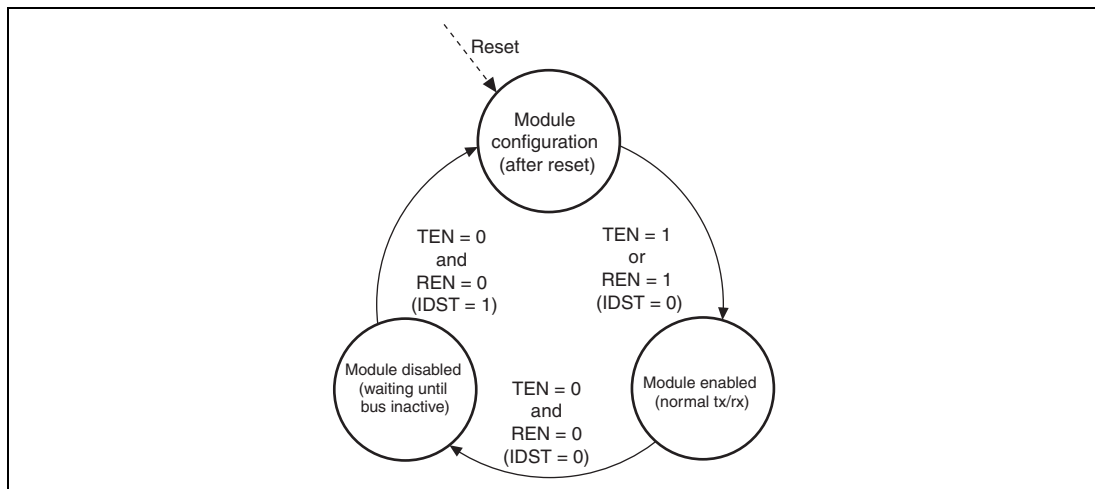 Reset
Module
configuration
(after reset)
TEN = 0
and
REN = 0
(IDST = 1)
TEN = 1
or
REN = 1
(IDST = 0)
Module disabled
(waiting until
bus inactive)
TEN = 0
and
REN = 0
(IDST = 0)
Module enabled
(normal tx/rx)